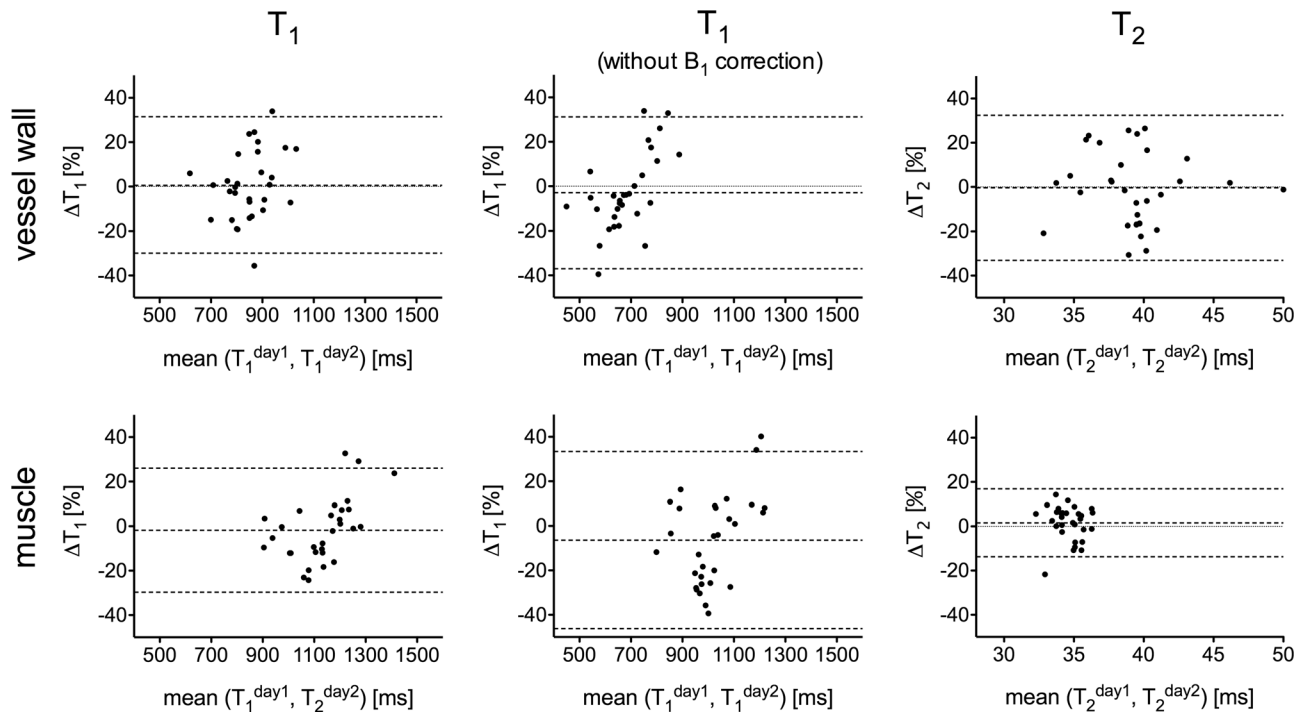 T₁
T₁
(without B₁ correction)
T₂
vessel wall
ΔT₁ [%]
40
20
0
-20
-40
500 700 900 1100 1300 1500
mean (T₁ᵈᵃʸ¹, T₁ᵈᵃʸ²) [ms]
ΔT₁ [%]
40
20
0
-20
-40
500 700 900 1100 1300 1500
mean (T₁ᵈᵃʸ¹, T₁ᵈᵃʸ²) [ms]
ΔT₂ [%]
40
20
0
-20
-40
30 35 40 45 50
mean (T₂ᵈᵃʸ¹, T₂ᵈᵃʸ²) [ms]
muscle
ΔT₁ [%]
40
20
0
-20
-40
500 700 900 1100 1300 1500
mean (T₁ᵈᵃʸ¹, T₂ᵈᵃʸ²) [ms]
ΔT₁ [%]
40
20
0
-20
-40
500 700 900 1100 1300 1500
mean (T₁ᵈᵃʸ¹, T₁ᵈᵃʸ²) [ms]
ΔT₂ [%]
40
20
0
-20
-40
30 35 40 45 50
mean (T₂ᵈᵃʸ¹, T₂ᵈᵃʸ²) [ms]